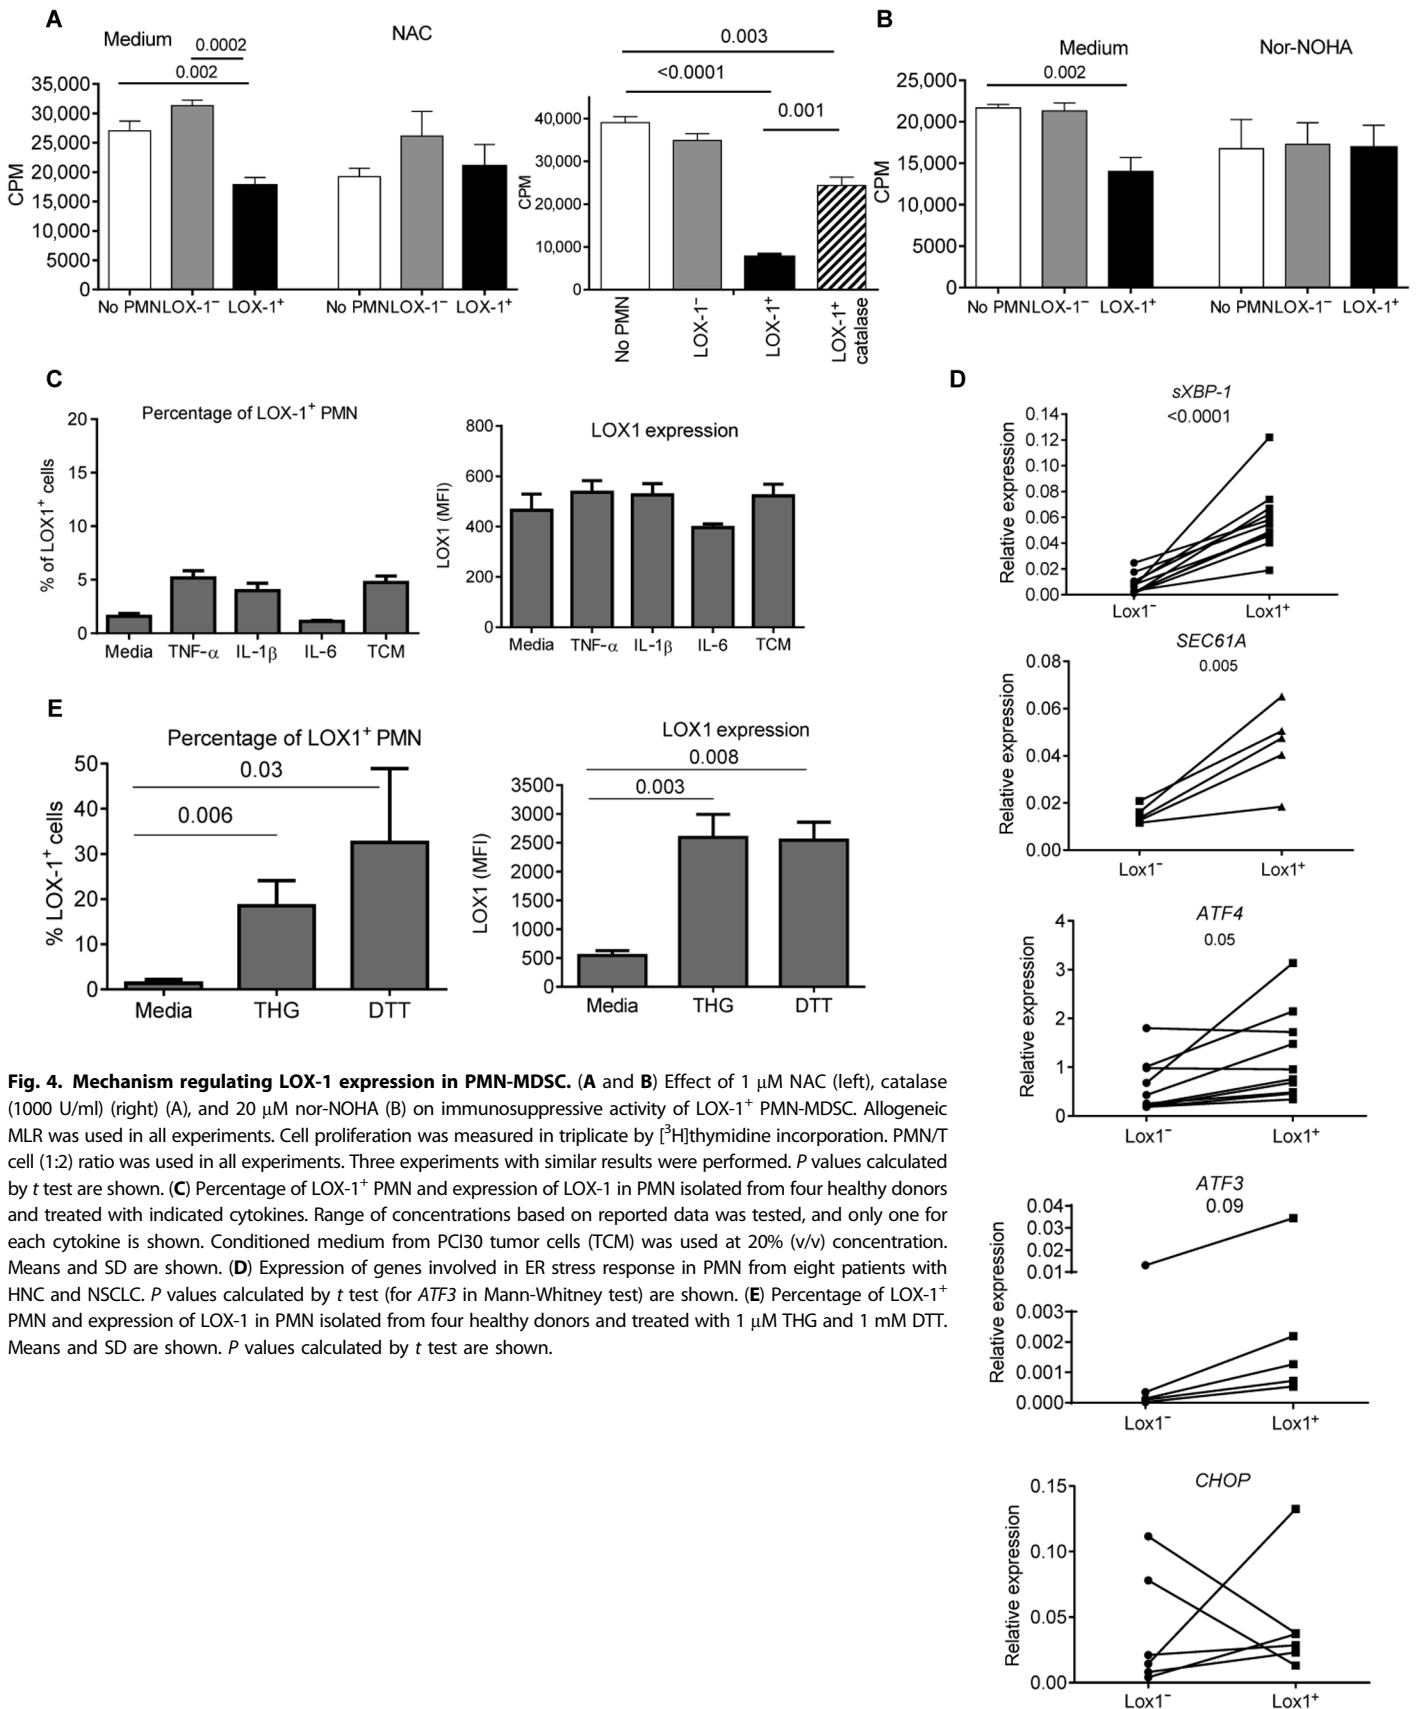 A
Medium
0.0002
0.002
NAC
35,000
30,000
25,000
20,000
15,000
10,000
5000
0
CPM
No PMN LOX-1⁻ LOX-1⁺
No PMN LOX-1⁻ LOX-1⁺
0.003
<0.0001
0.001
40,000
30,000
20,000
10,000
0
CPM
No PMN
LOX-1⁻
LOX-1⁺
LOX-1⁺ catalase
B
Medium
Nor-NOHA
0.002
25,000
20,000
15,000
10,000
5000
0
CPM
No PMN LOX-1⁻ LOX-1⁺
No PMN LOX-1⁻ LOX-1⁺
C
Percentage of LOX-1⁺ PMN
20
15
10
5
0
% of LOX1⁺ cells
Media TNF-α IL-1β IL-6 TCM
LOX1 expression
800
600
400
200
0
LOX1 (MFI)
Media TNF-α IL-1β IL-6 TCM
D
sXBP-1
<0.0001
0.14
0.12
0.10
0.08
0.06
0.04
0.02
0.00
Relative expression
Lox1⁻ Lox1⁺
SEC61A
0.005
0.08
0.06
0.04
0.02
0.00
Relative expression
Lox1⁻ Lox1⁺
ATF4
0.05
4
3
2
1
0
Relative expression
Lox1⁻ Lox1⁺
ATF3
0.09
0.04
0.03
0.02
0.01
0.003
0.002
0.001
0.000
Relative expression
Lox1⁻ Lox1⁺
CHOP
0.15
0.10
0.05
0.00
Relative expression
Lox1⁻ Lox1⁺
E
Percentage of LOX1⁺ PMN
0.03
0.006
50
40
30
20
10
0
% LOX-1⁺ cells
Media THG DTT
LOX1 expression
0.008
0.003
3500
3000
2500
2000
1500
1000
500
0
LOX1 (MFI)
Media THG DTT
Fig. 4. Mechanism regulating LOX-1 expression in PMN-MDSC. (A and B) Effect of 1 μM NAC (left), catalase
(1000 U/ml) (right) (A), and 20 μM nor-NOHA (B) on immunosuppressive activity of LOX-1⁺ PMN-MDSC. Allogeneic
MLR was used in all experiments. Cell proliferation was measured in triplicate by [³H]thymidine incorporation. PMN/T
cell (1:2) ratio was used in all experiments. Three experiments with similar results were performed. P values calculated
by t test are shown. (C) Percentage of LOX-1⁺ PMN and expression of LOX-1 in PMN isolated from four healthy donors
and treated with indicated cytokines. Range of concentrations based on reported data was tested, and only one for
each cytokine is shown. Conditioned medium from PCI30 tumor cells (TCM) was used at 20% (v/v) concentration.
Means and SD are shown. (D) Expression of genes involved in ER stress response in PMN from eight patients with
HNC and NSCLC. P values calculated by t test (for ATF3 in Mann-Whitney test) are shown. (E) Percentage of LOX-1⁺
PMN and expression of LOX-1 in PMN isolated from four healthy donors and treated with 1 μM THG and 1 mM DTT.
Means and SD are shown. P values calculated by t test are shown.